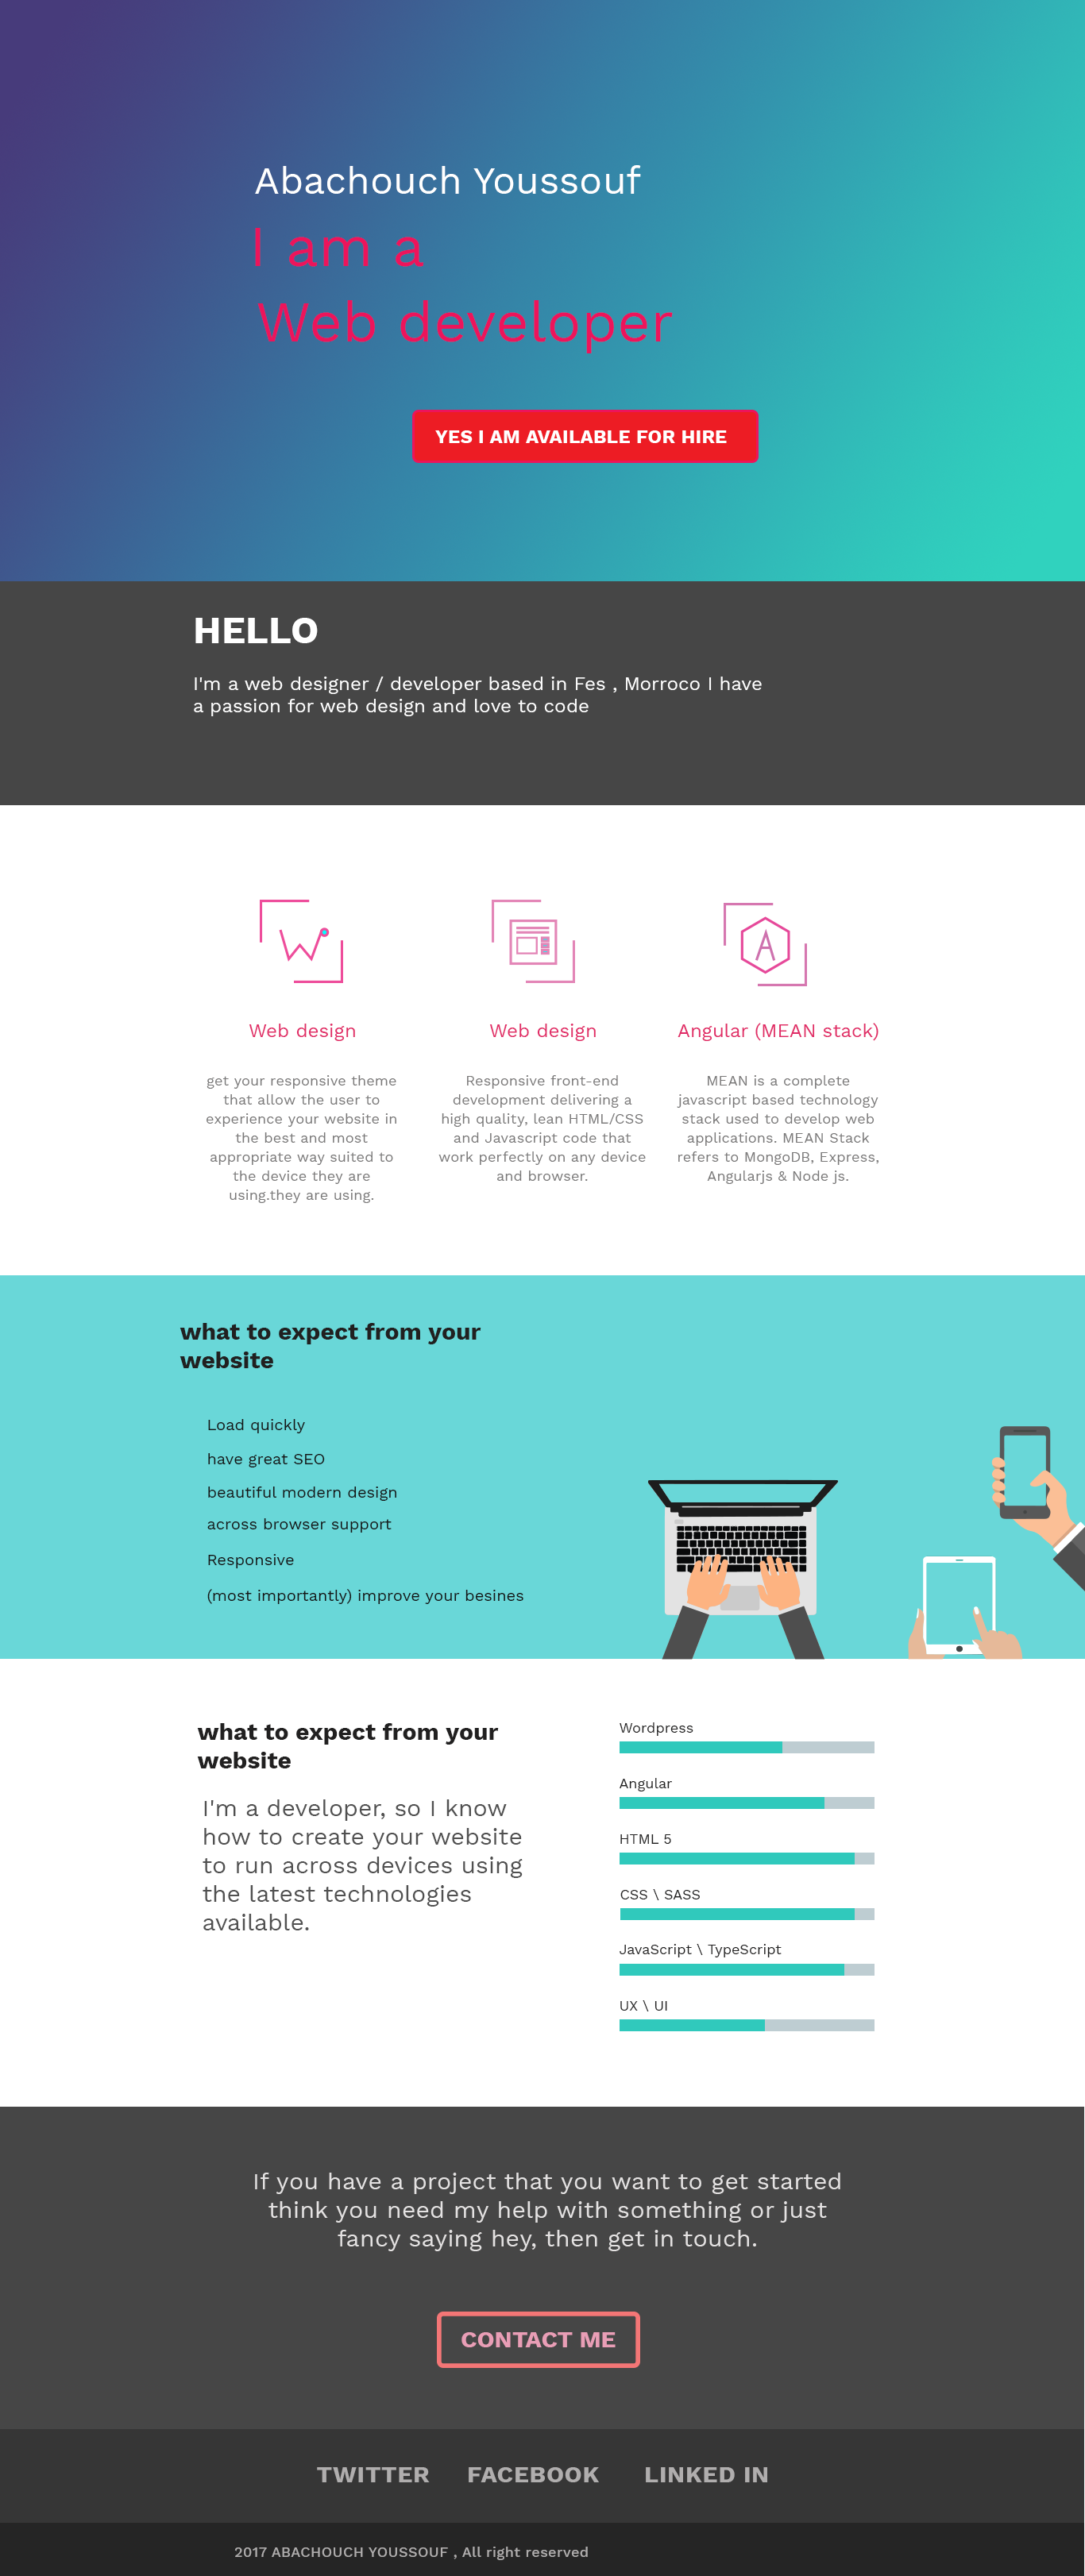 Abachouch Youssouf
I am a
Web developer
YES I AM AVAILABLE FOR HIRE
HELLO
I'm a web designer / developer based in Fes , Morroco I have
a passion for web design and love to code
Web design
get your responsive theme
that allow the user to
experience your website in
the best and most
appropriate way suited to
the device they are
using.they are using.
Web design
Responsive front-end
development delivering a
high quality, lean HTML/CSS
and Javascript code that
work perfectly on any device
and browser.
Angular (MEAN stack)
MEAN is a complete
javascript based technology
stack used to develop web
applications. MEAN Stack
refers to MongoDB, Express,
Angularjs & Node js.
what to expect from your
website
Load quickly
have great SEO
beautiful modern design
across browser support
Responsive
(most importantly) improve your besines
what to expect from your
website
I'm a developer, so I know
how to create your website
to run across devices using
the latest technologies
available.
Wordpress
Angular
HTML 5
CSS \ SASS
JavaScript \ TypeScript
UX \ UI
If you have a project that you want to get started
think you need my help with something or just
fancy saying hey, then get in touch.
CONTACT ME
TWITTER FACEBOOK LINKED IN
2017 ABACHOUCH YOUSSOUF , All right reserved